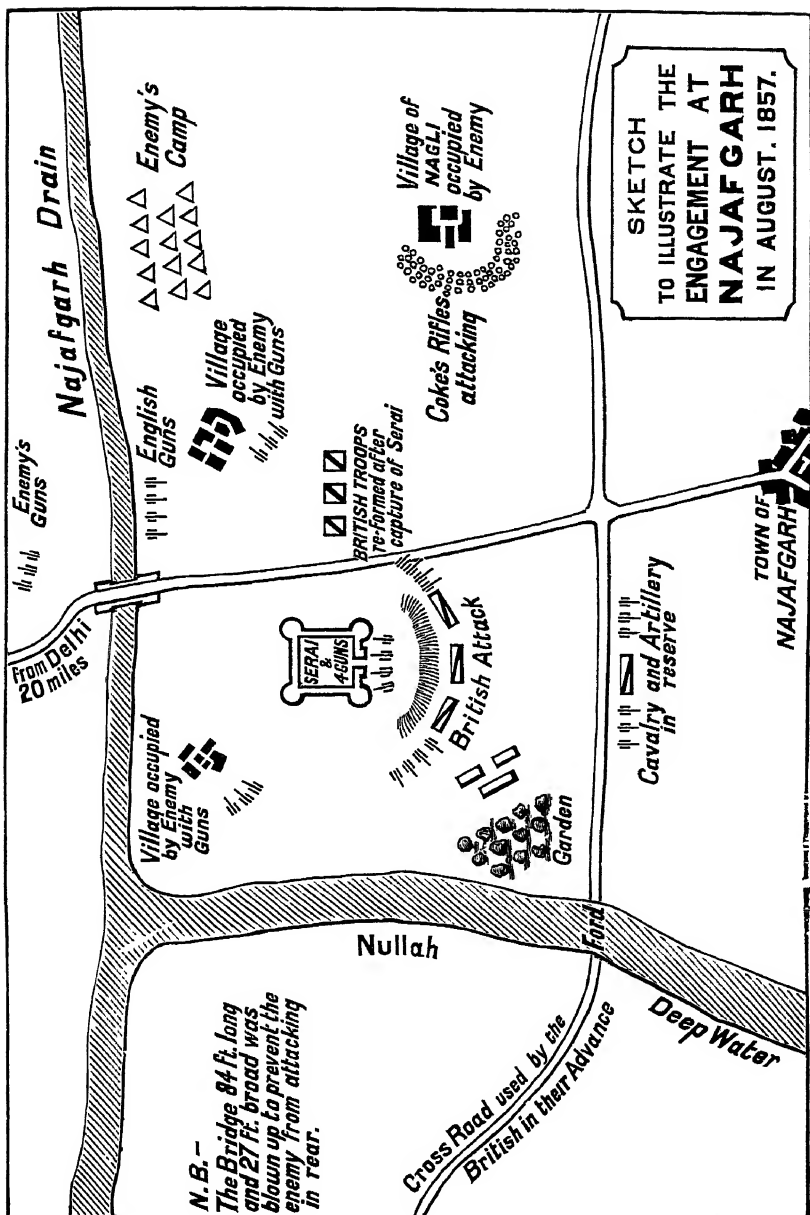 SKETCH
TO ILLUSTRATE THE
ENGAGEMENT AT
NAJAFGARH
IN AUGUST. 1857.
Najafgarh Drain
Enemy's
Guns
From Delhi
20 miles
Enemy's
Camp
English
Guns
Village
occupied
by Enemy
with Guns
Village of
NAGLI
occupied
by Enemy
Coke's Rifles
attacking
BRITISH TROOPS
re-formed after
capture of Serai
SERAI
&
4 GUNS
British Attack
Village occupied
by Enemy
with
Guns
Garden
Cavalry and Artillery
in reserve
TOWN OF
NAJAFGARH
Nullah
Ford
Deep Water
Cross Road used by the
British in their Advance
N.B.—
The Bridge 84 ft. long
and 27 ft. broad was
blown up to prevent the
enemy from attacking
in rear.